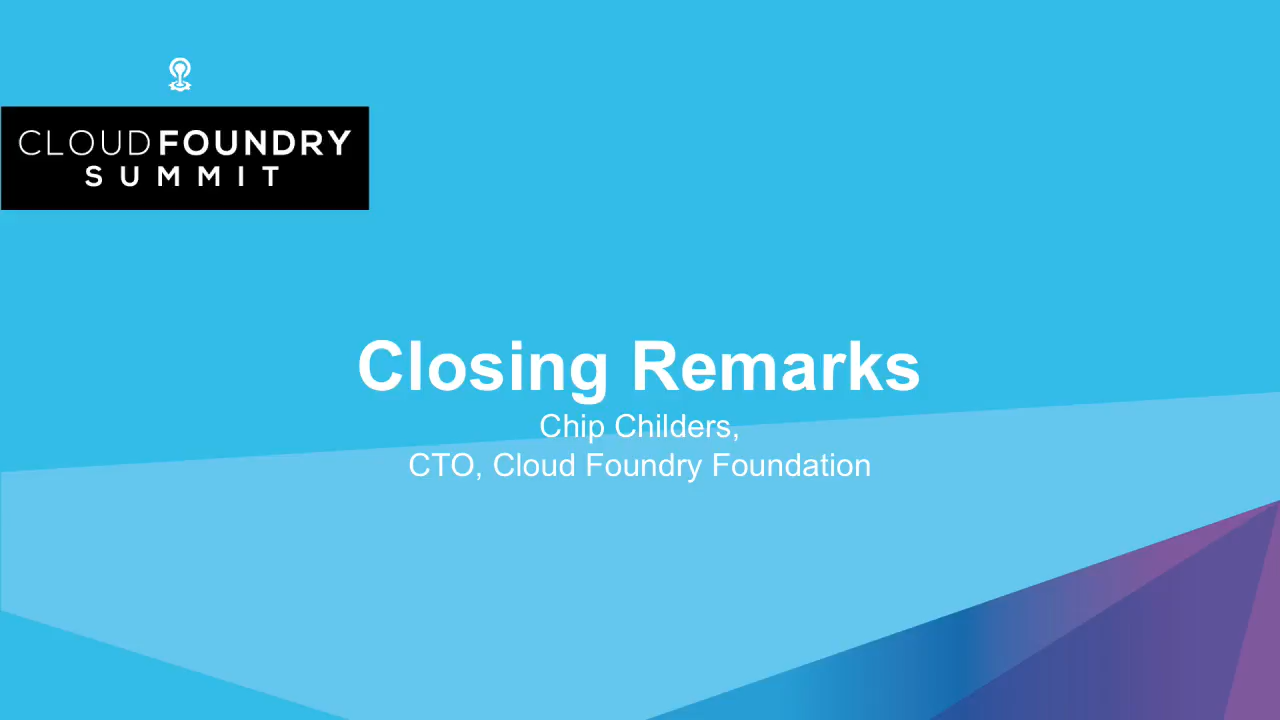 CLOUD FOUNDRY
SUMMIT
Closing Remarks
Chip Childers,
CTO, Cloud Foundry Foundation